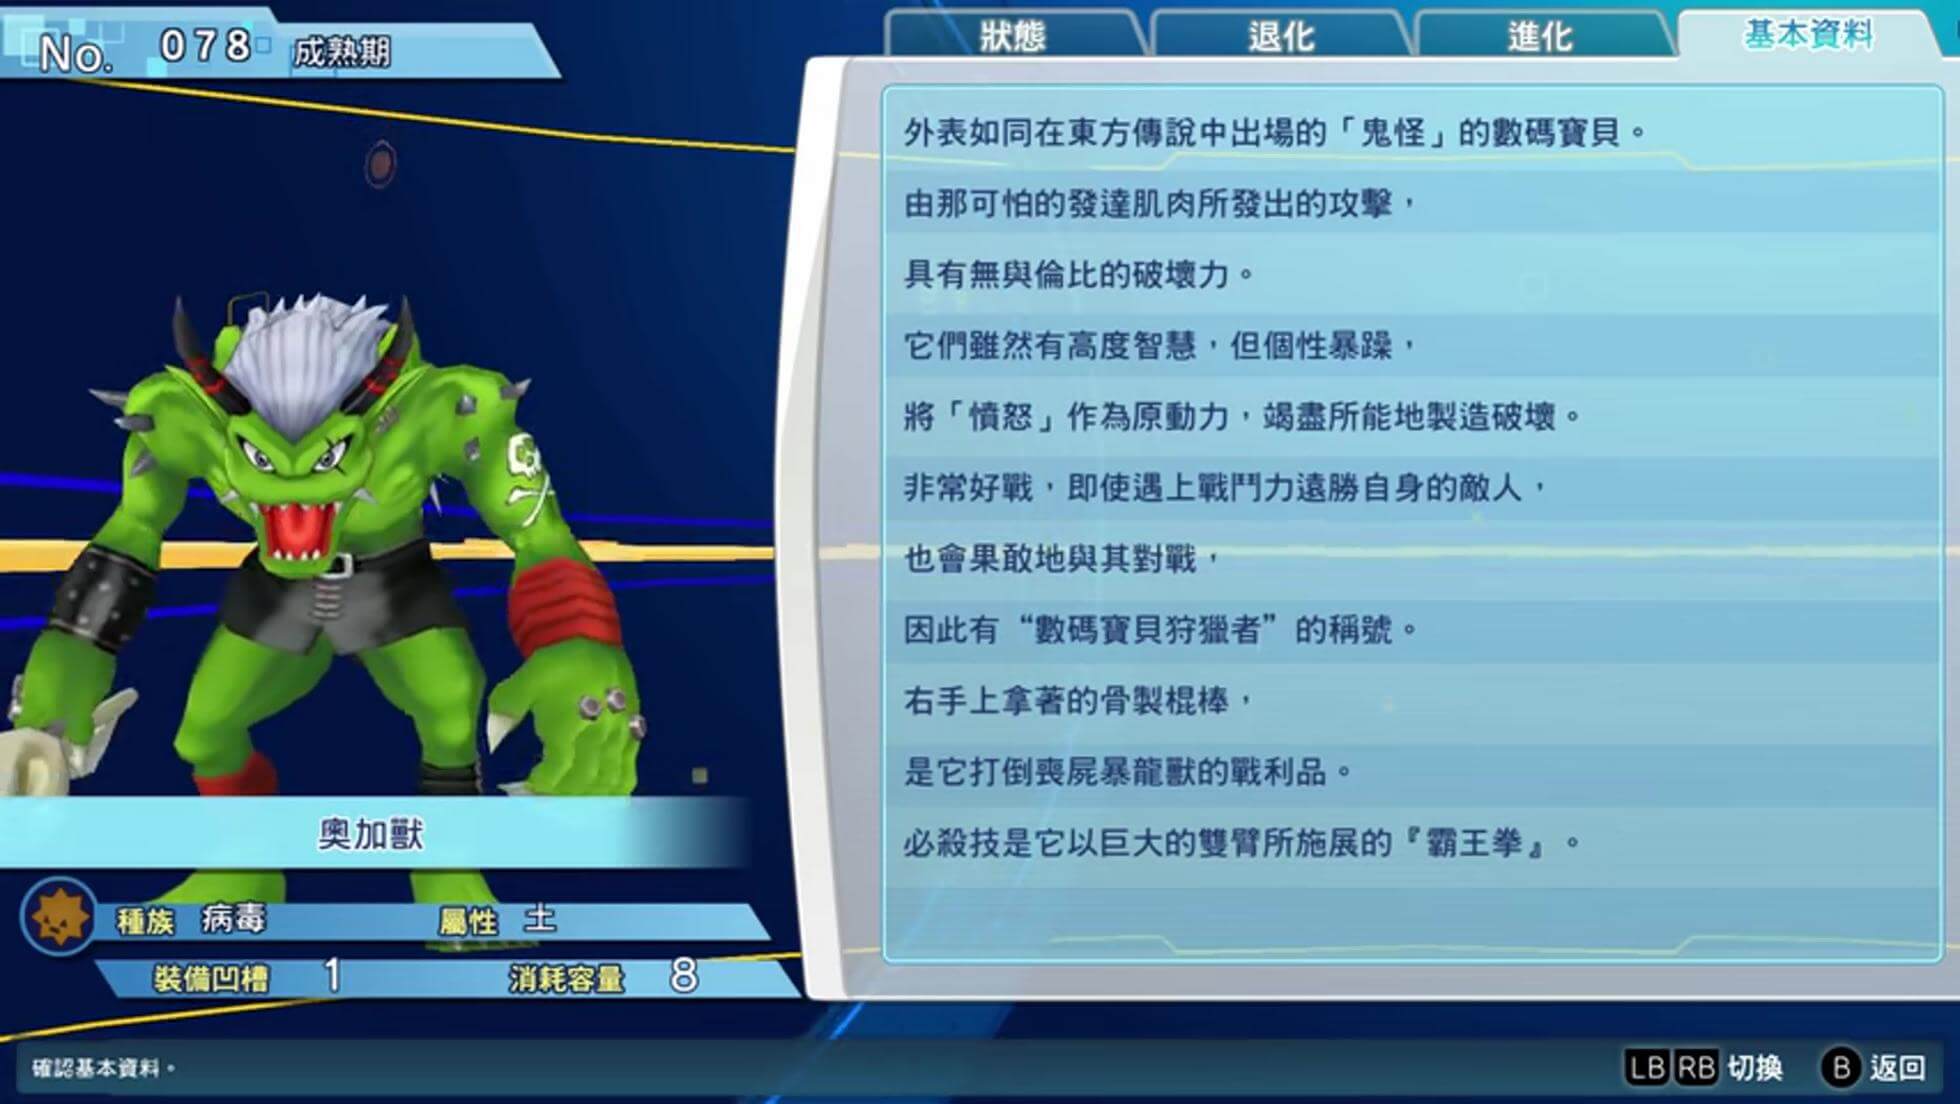 No. 078 成熟期
狀態 退化 進化 基本資料
外表如同在東方傳說中出場的「鬼怪」的數碼寶貝。
由那可怕的發達肌肉所發出的攻擊，
具有無與倫比的破壞力。
它們雖然有高度智慧，但個性暴躁，
將「憤怒」作為原動力，竭盡所能地製造破壞。
非常好戰，即使遇上戰鬥力遠勝自身的敵人，
也會果敢地與其對戰，
因此有“數碼寶貝狩獵者”的稱號。
右手上拿著的骨製棍棒，
是它打倒喪屍暴龍獸的戰利品。
必殺技是它以巨大的雙臂所施展的『霸王拳』。
奧加獸
種族 病毒 屬性 土
裝備凹槽 1 消耗容量 8
確認基本資料。
LB RB 切換 B 返回